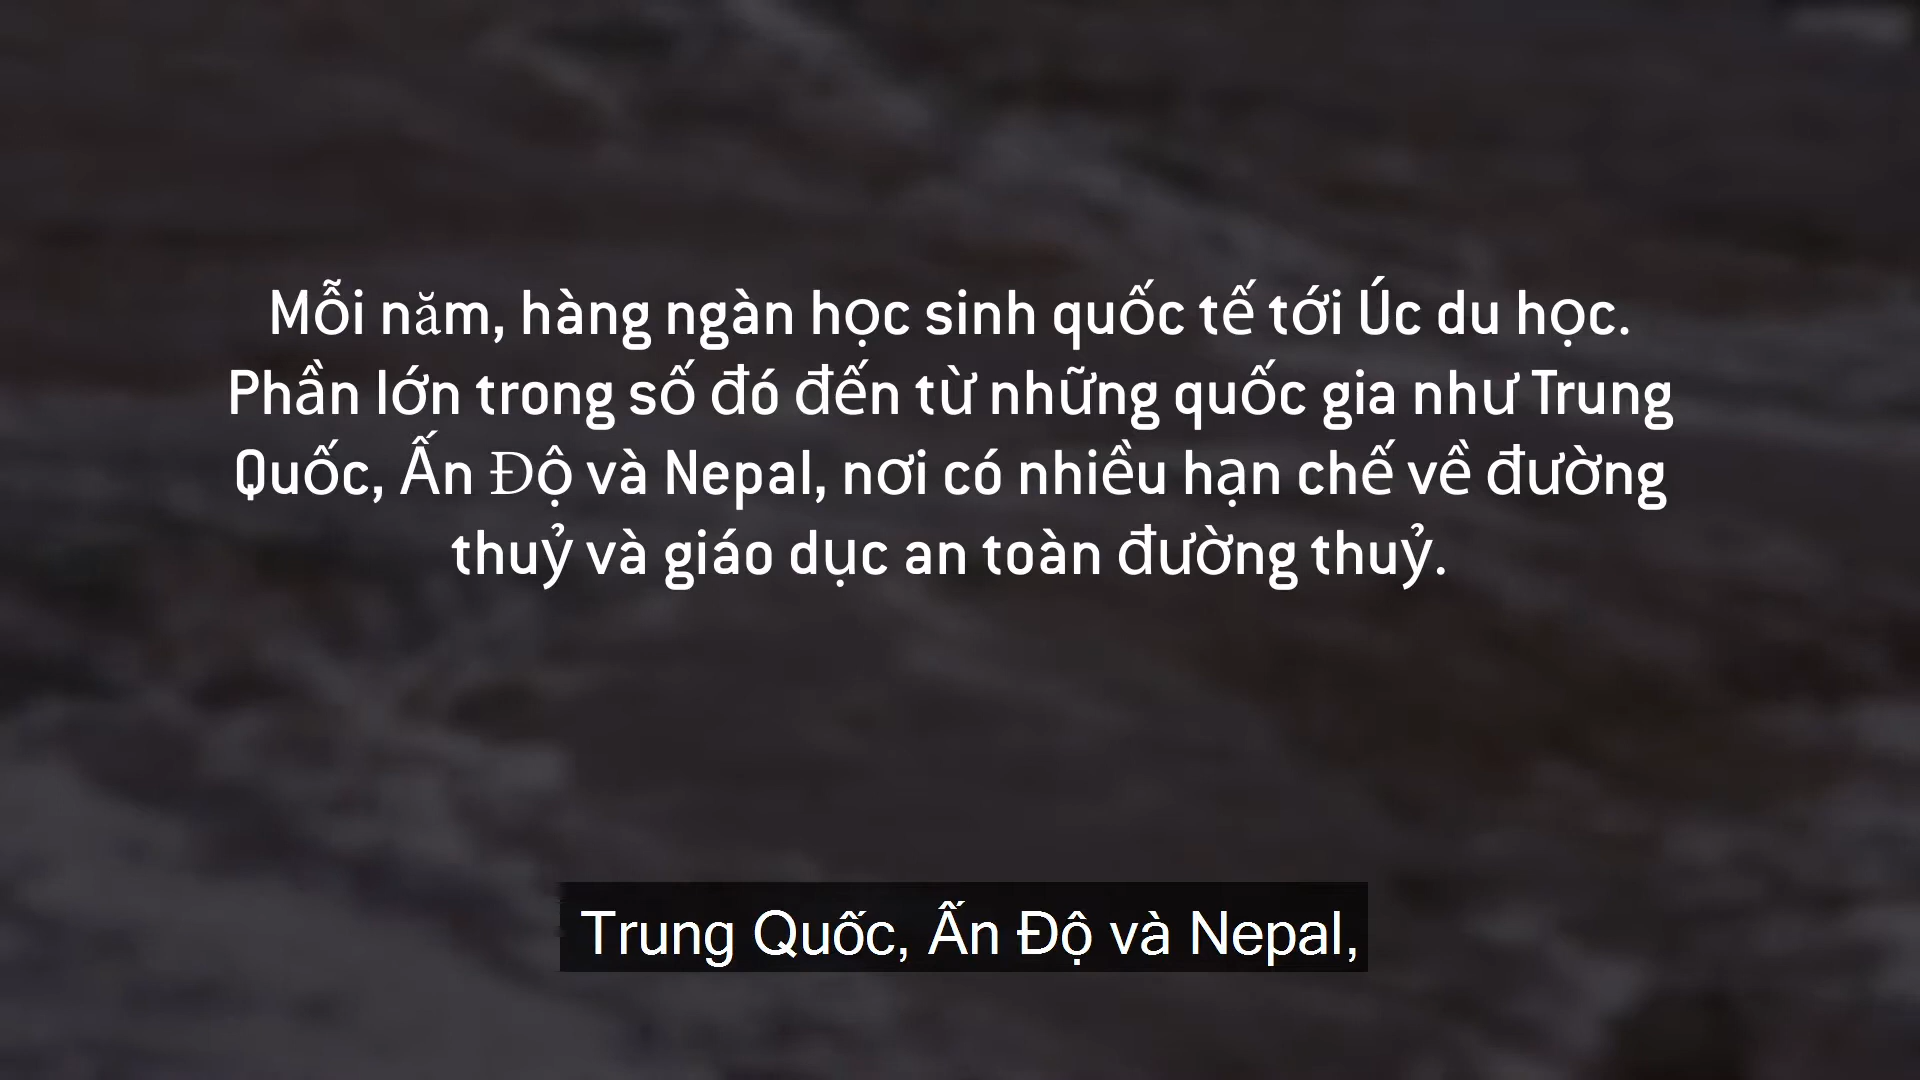 Mỗi năm, hàng ngàn học sinh quốc tế tới Úc du học.
Phần lớn trong số đó đến từ những quốc gia như Trung
Quốc, Ấn Độ và Nepal, nơi có nhiều hạn chế về đường
thuỷ và giáo dục an toàn đường thuỷ.
Trung Quốc, Ấn Độ và Nepal,